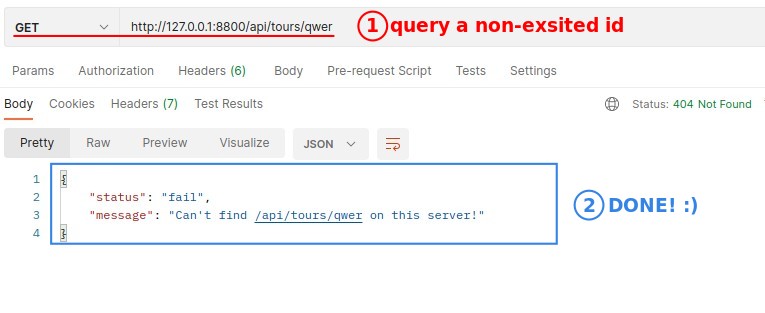 GET http://127.0.0.1:8800/api/tours/qwer 1 query a non-exsited id
Params Authorization Headers (6) Body Pre-request Script Tests Settings
Body Cookies Headers (7) Test Results Status: 404 Not Found
Pretty Raw Preview Visualize JSON
1 {
2 "status": "fail",
3 "message": "Can't find /api/tours/qwer on this server!"
4 }
2 DONE! :)